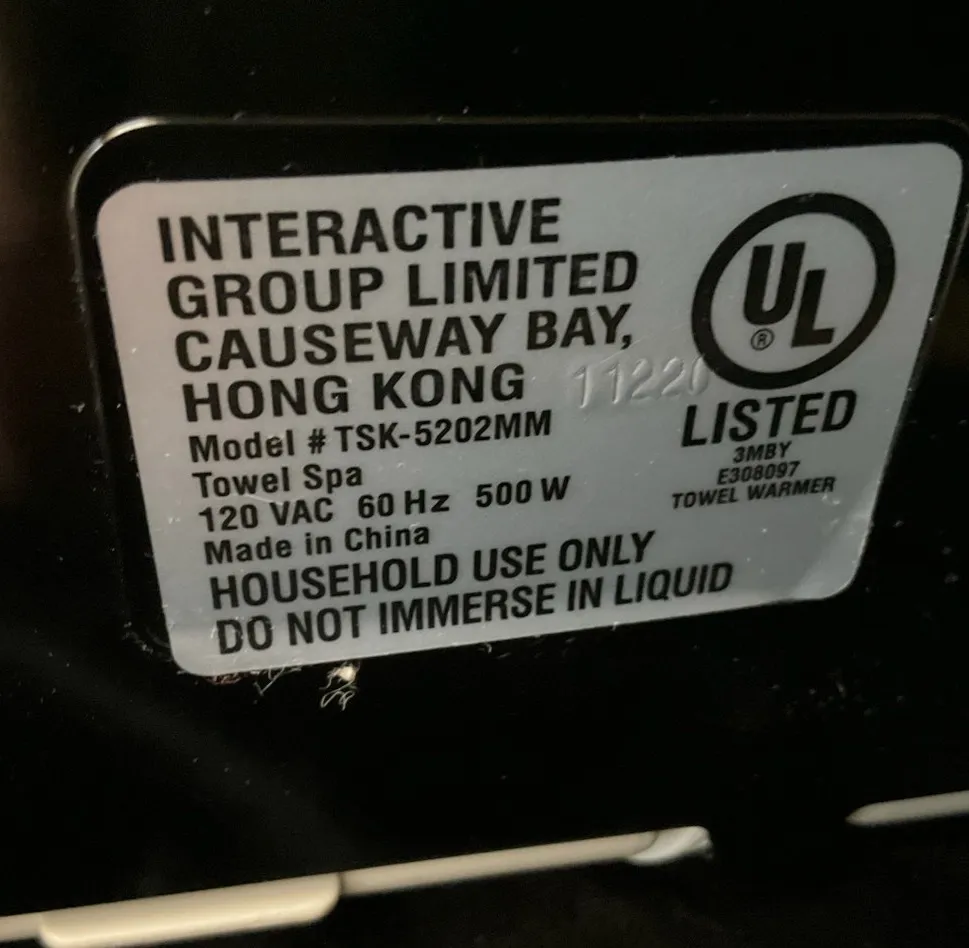 INTERACTIVE
GROUP LIMITED
CAUSEWAY BAY,
HONG KONG
Model # TSK-5202MM
Towel Spa
120 VAC 60 Hz 500 W
Made in China
HOUSEHOLD USE ONLY
DO NOT IMMERSE IN LIQUID
11220
UL
®
LISTED
3MBY
E308097
TOWEL WARMER